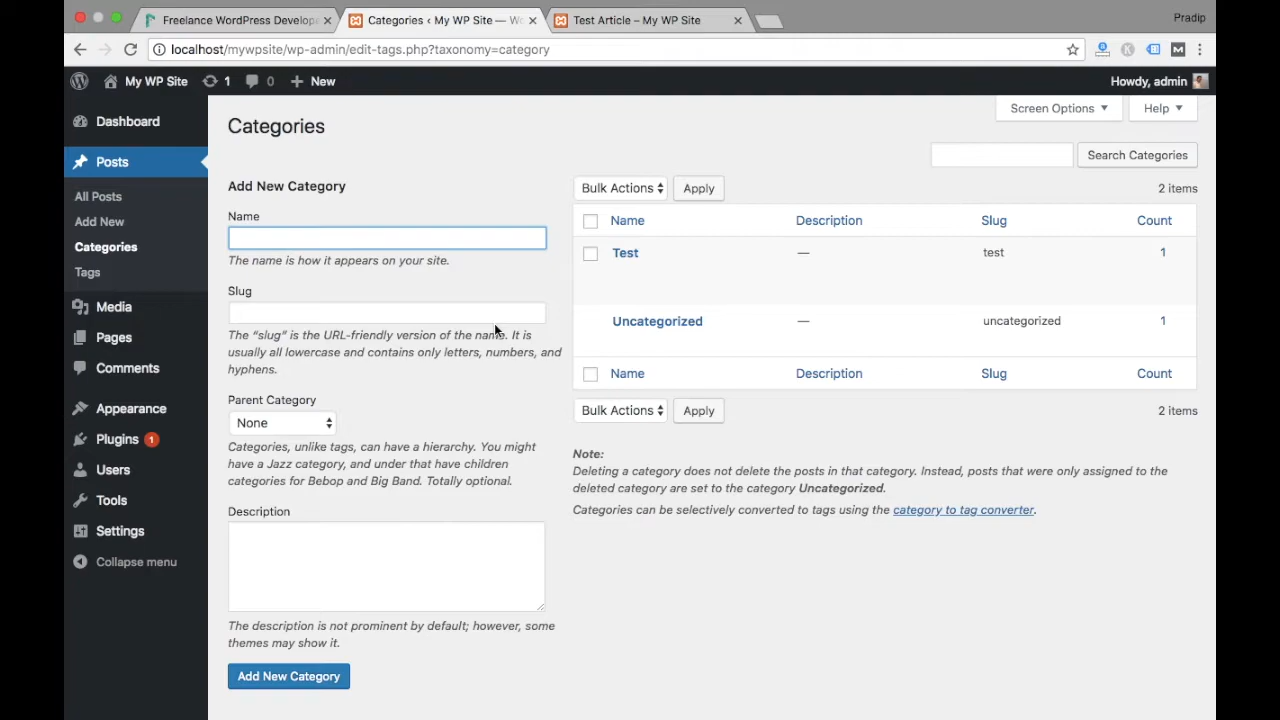 Freelance WordPress Develop
Categories ‹ My WP Site — Wo
Test Article – My WP Site
Pradip
localhost/mywpsite/wp-admin/edit-tags.php?taxonomy=category
My WP Site
1
0
New
Howdy, admin
Dashboard
Posts
All Posts
Add New
Categories
Tags
Media
Pages
Comments
Appearance
Plugins 1
Users
Tools
Settings
Collapse menu
Screen Options
Help
Categories
Search Categories
Add New Category
Name
The name is how it appears on your site.
Slug
The “slug” is the URL-friendly version of the name. It is
usually all lowercase and contains only letters, numbers, and
hyphens.
Parent Category
None
Categories, unlike tags, can have a hierarchy. You might
have a Jazz category, and under that have children
categories for Bebop and Big Band. Totally optional.
Description
The description is not prominent by default; however, some
themes may show it.
Add New Category
Bulk Actions
Apply
2 items
Name Description Slug Count
Test — test 1
Uncategorized — uncategorized 1
Name Description Slug Count
Bulk Actions
Apply
2 items
Note:
Deleting a category does not delete the posts in that category. Instead, posts that were only assigned to the
deleted category are set to the category Uncategorized.
Categories can be selectively converted to tags using the category to tag converter.